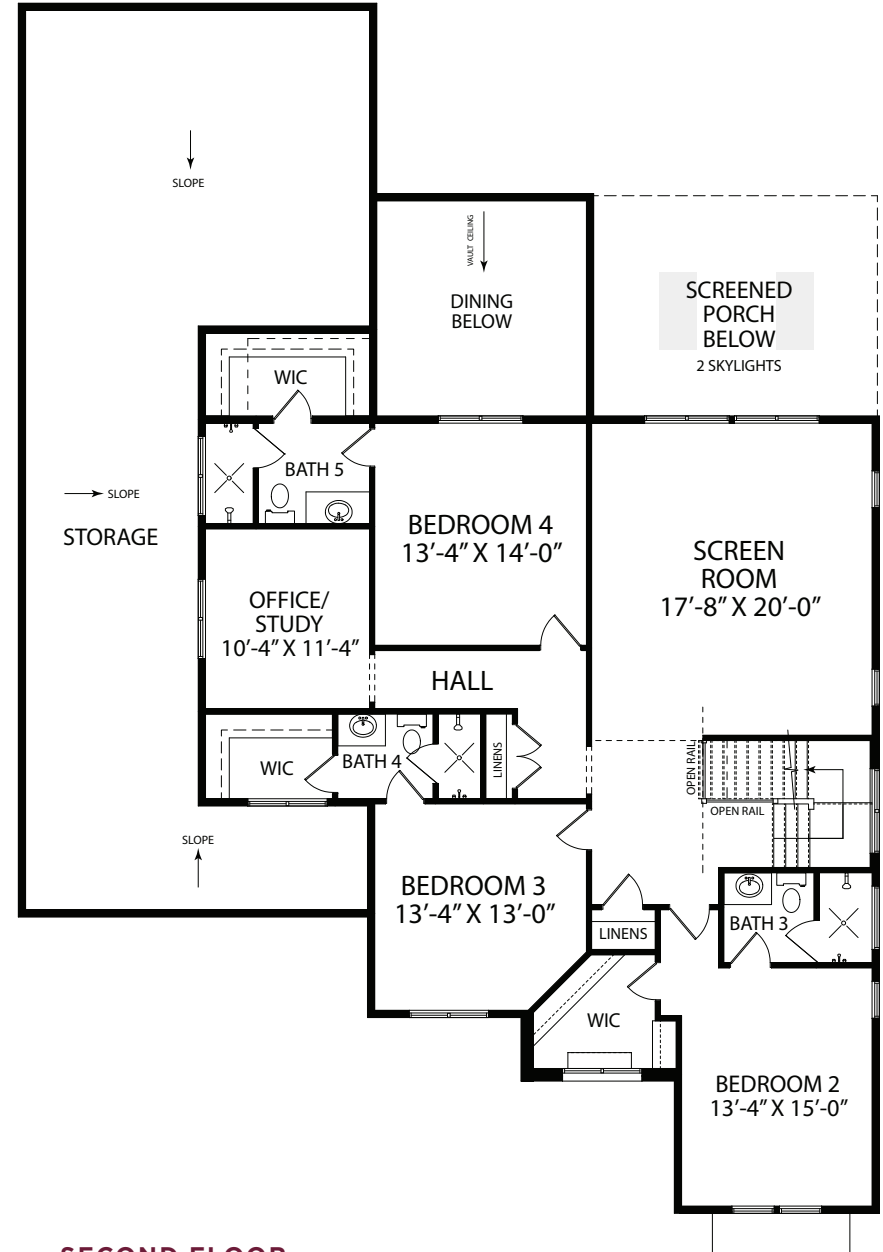 SLOPE
VAULT CEILING
DINING
BELOW
SCREENED
PORCH
BELOW
2 SKYLIGHTS
WIC
BATH 5
SLOPE
STORAGE
BEDROOM 4
13’-4” X 14’-0”
SCREEN
ROOM
17’-8” X 20’-0”
OFFICE/
STUDY
10’-4” X 11’-4”
HALL
WIC
BATH 4
LINENS
OPEN RAIL
OPEN RAIL
SLOPE
BEDROOM 3
13’-4” X 13’-0”
LINENS
BATH 3
WIC
BEDROOM 2
13’-4” X 15’-0”
SECOND FLOOR